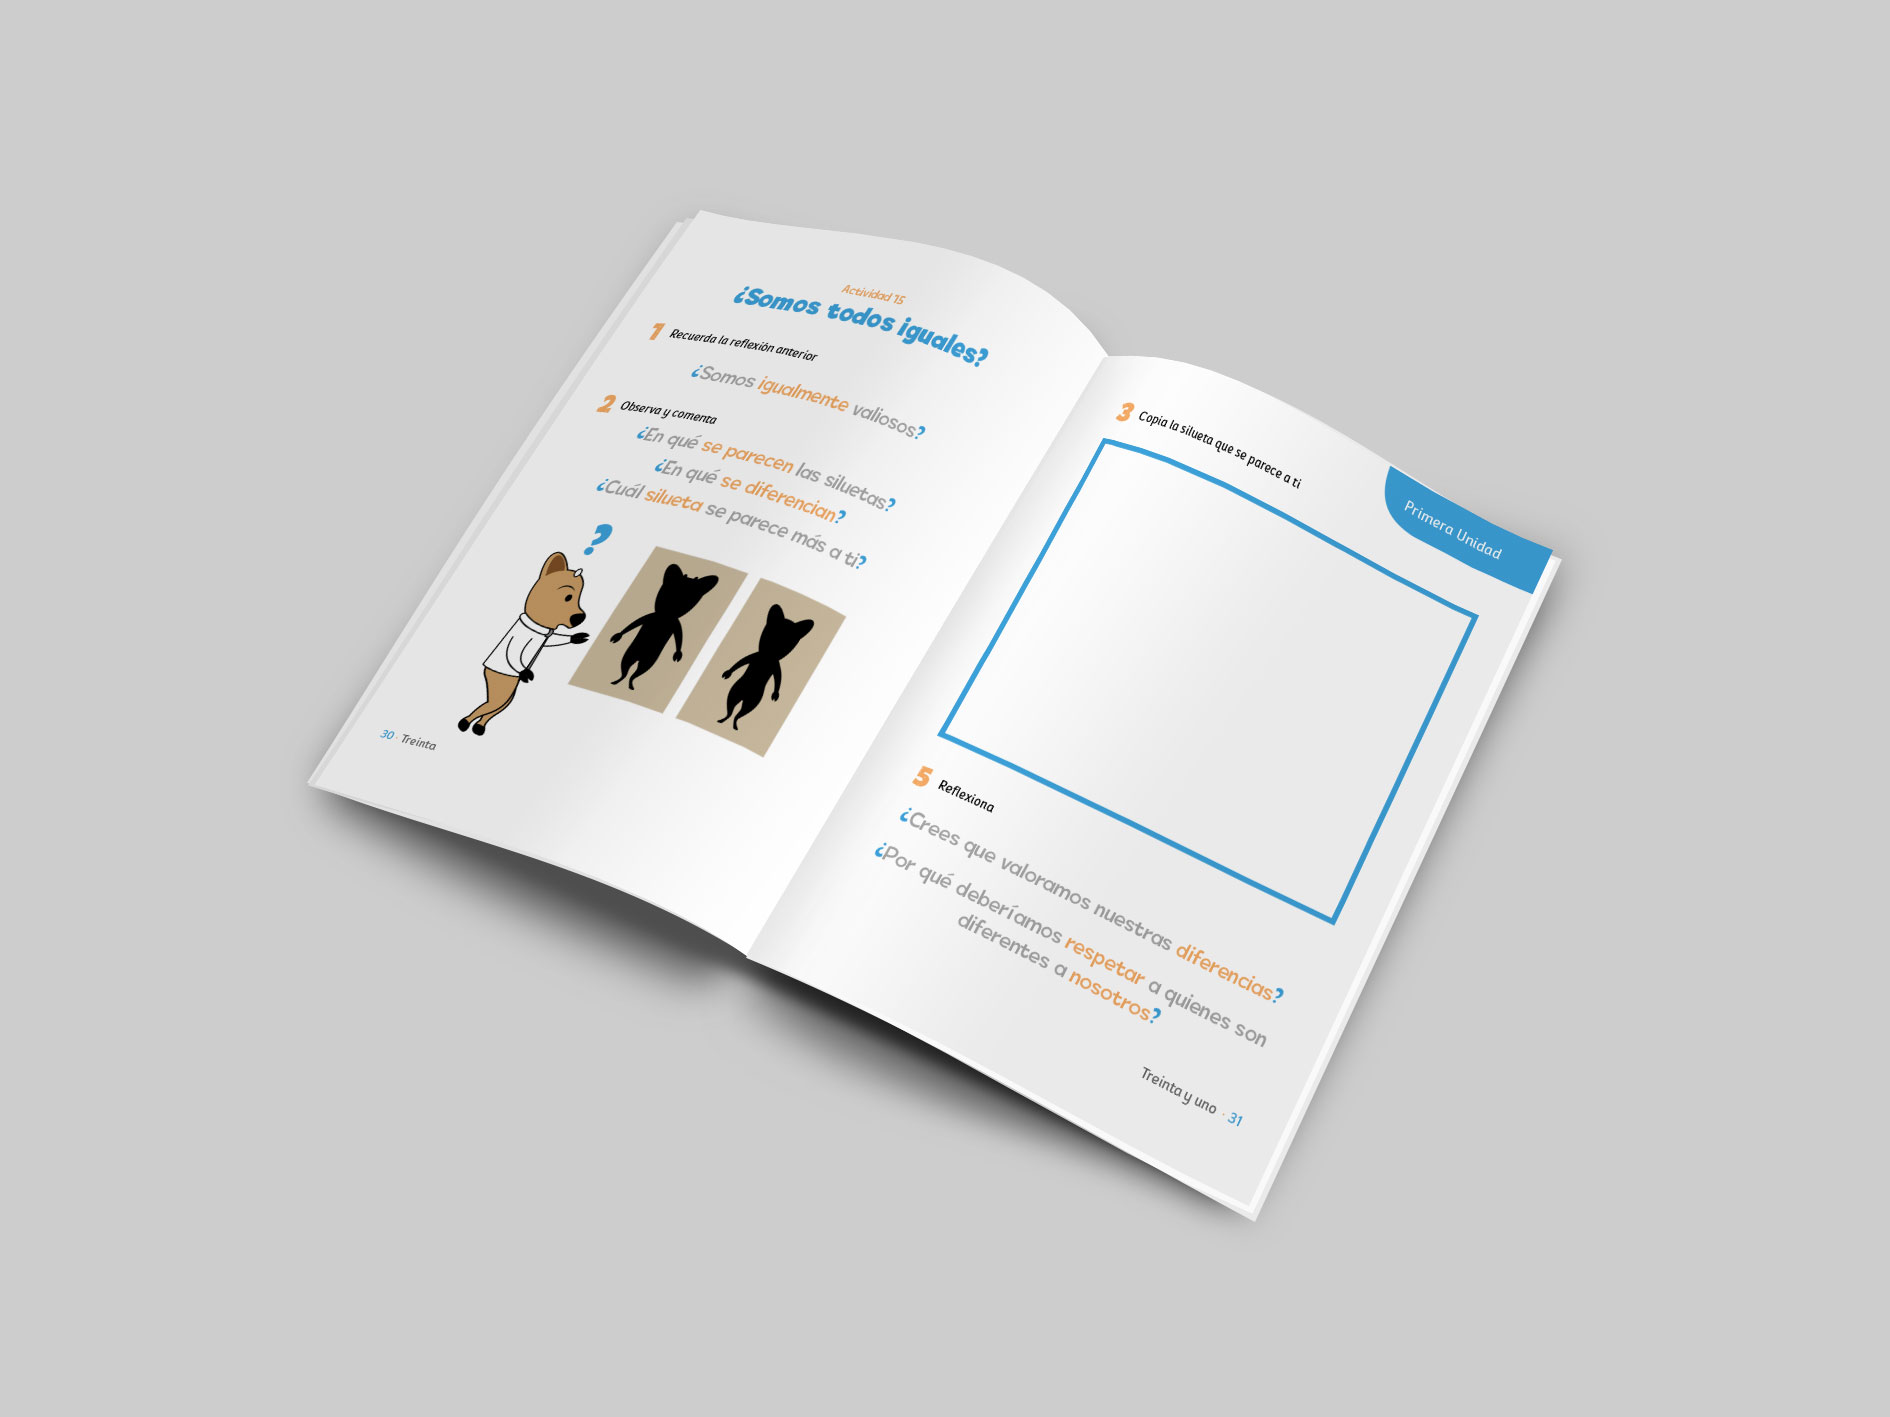 Actividad 15
¿Somos todos iguales?
1 Recuerda la reflexión anterior
¿Somos igualmente valiosos?
2 Observa y comenta
¿En qué se parecen las siluetas?
¿En qué se diferencian?
¿Cuál silueta se parece más a ti?
?
30 · Treinta
3 Copia la silueta que se parece a ti
Primera Unidad
5 Reflexiona
¿Crees que valoramos nuestras diferencias?
¿Por qué deberíamos respetar a quienes son
diferentes a nosotros?
Treinta y uno · 31